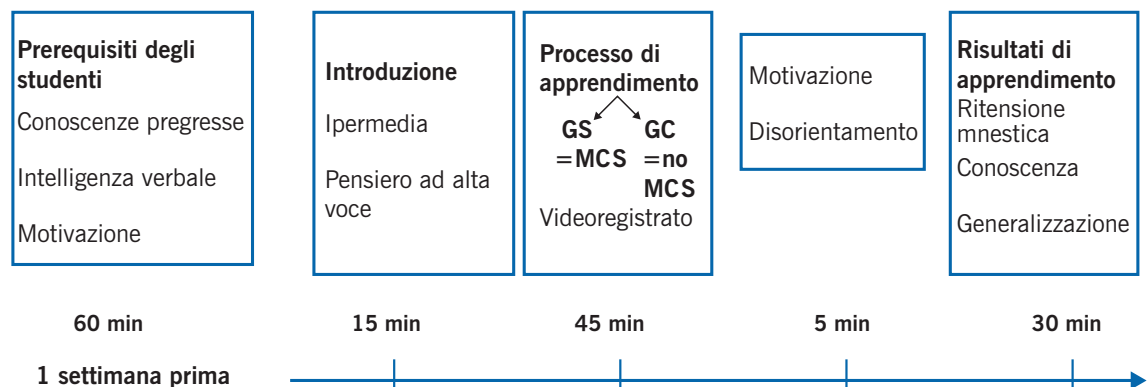 Prerequisiti degli
studenti
Conoscenze pregresse
Intelligenza verbale
Motivazione
Introduzione
Ipermedia
Pensiero ad alta
voce
Processo di
apprendimento
GS
=MCS
GC
=no
MCS
Videoregistrato
Motivazione
Disorientamento
Risultati di
apprendimento
Ritensione
mnestica
Conoscenza
Generalizzazione
60 min
15 min
45 min
5 min
30 min
1 settimana prima